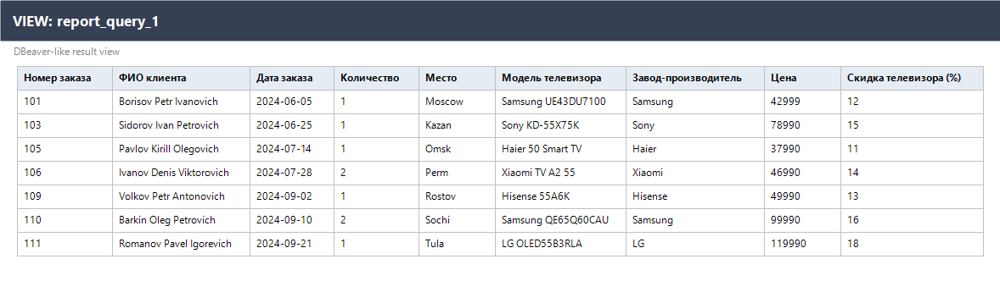 VIEW: report_query_1
DBeaver-like result view
Номер заказа ФИО клиента Дата заказа Количество Место Модель телевизора Завод-производитель Цена Скидка телевизора (%)
101 Borisov Petr Ivanovich 2024-06-05 1 Moscow Samsung UE43DU7100 Samsung 42999 12
103 Sidorov Ivan Petrovich 2024-06-25 1 Kazan Sony KD-55X75K Sony 78990 15
105 Pavlov Kirill Olegovich 2024-07-14 1 Omsk Haier 50 Smart TV Haier 37990 11
106 Ivanov Denis Viktorovich 2024-07-28 2 Perm Xiaomi TV A2 55 Xiaomi 46990 14
109 Volkov Petr Antonovich 2024-09-02 1 Rostov Hisense 55A6K Hisense 49990 13
110 Barkin Oleg Petrovich 2024-09-10 2 Sochi Samsung QE65Q60CAU Samsung 99990 16
111 Romanov Pavel Igorevich 2024-09-21 1 Tula LG OLED55B3RLA LG 119990 18